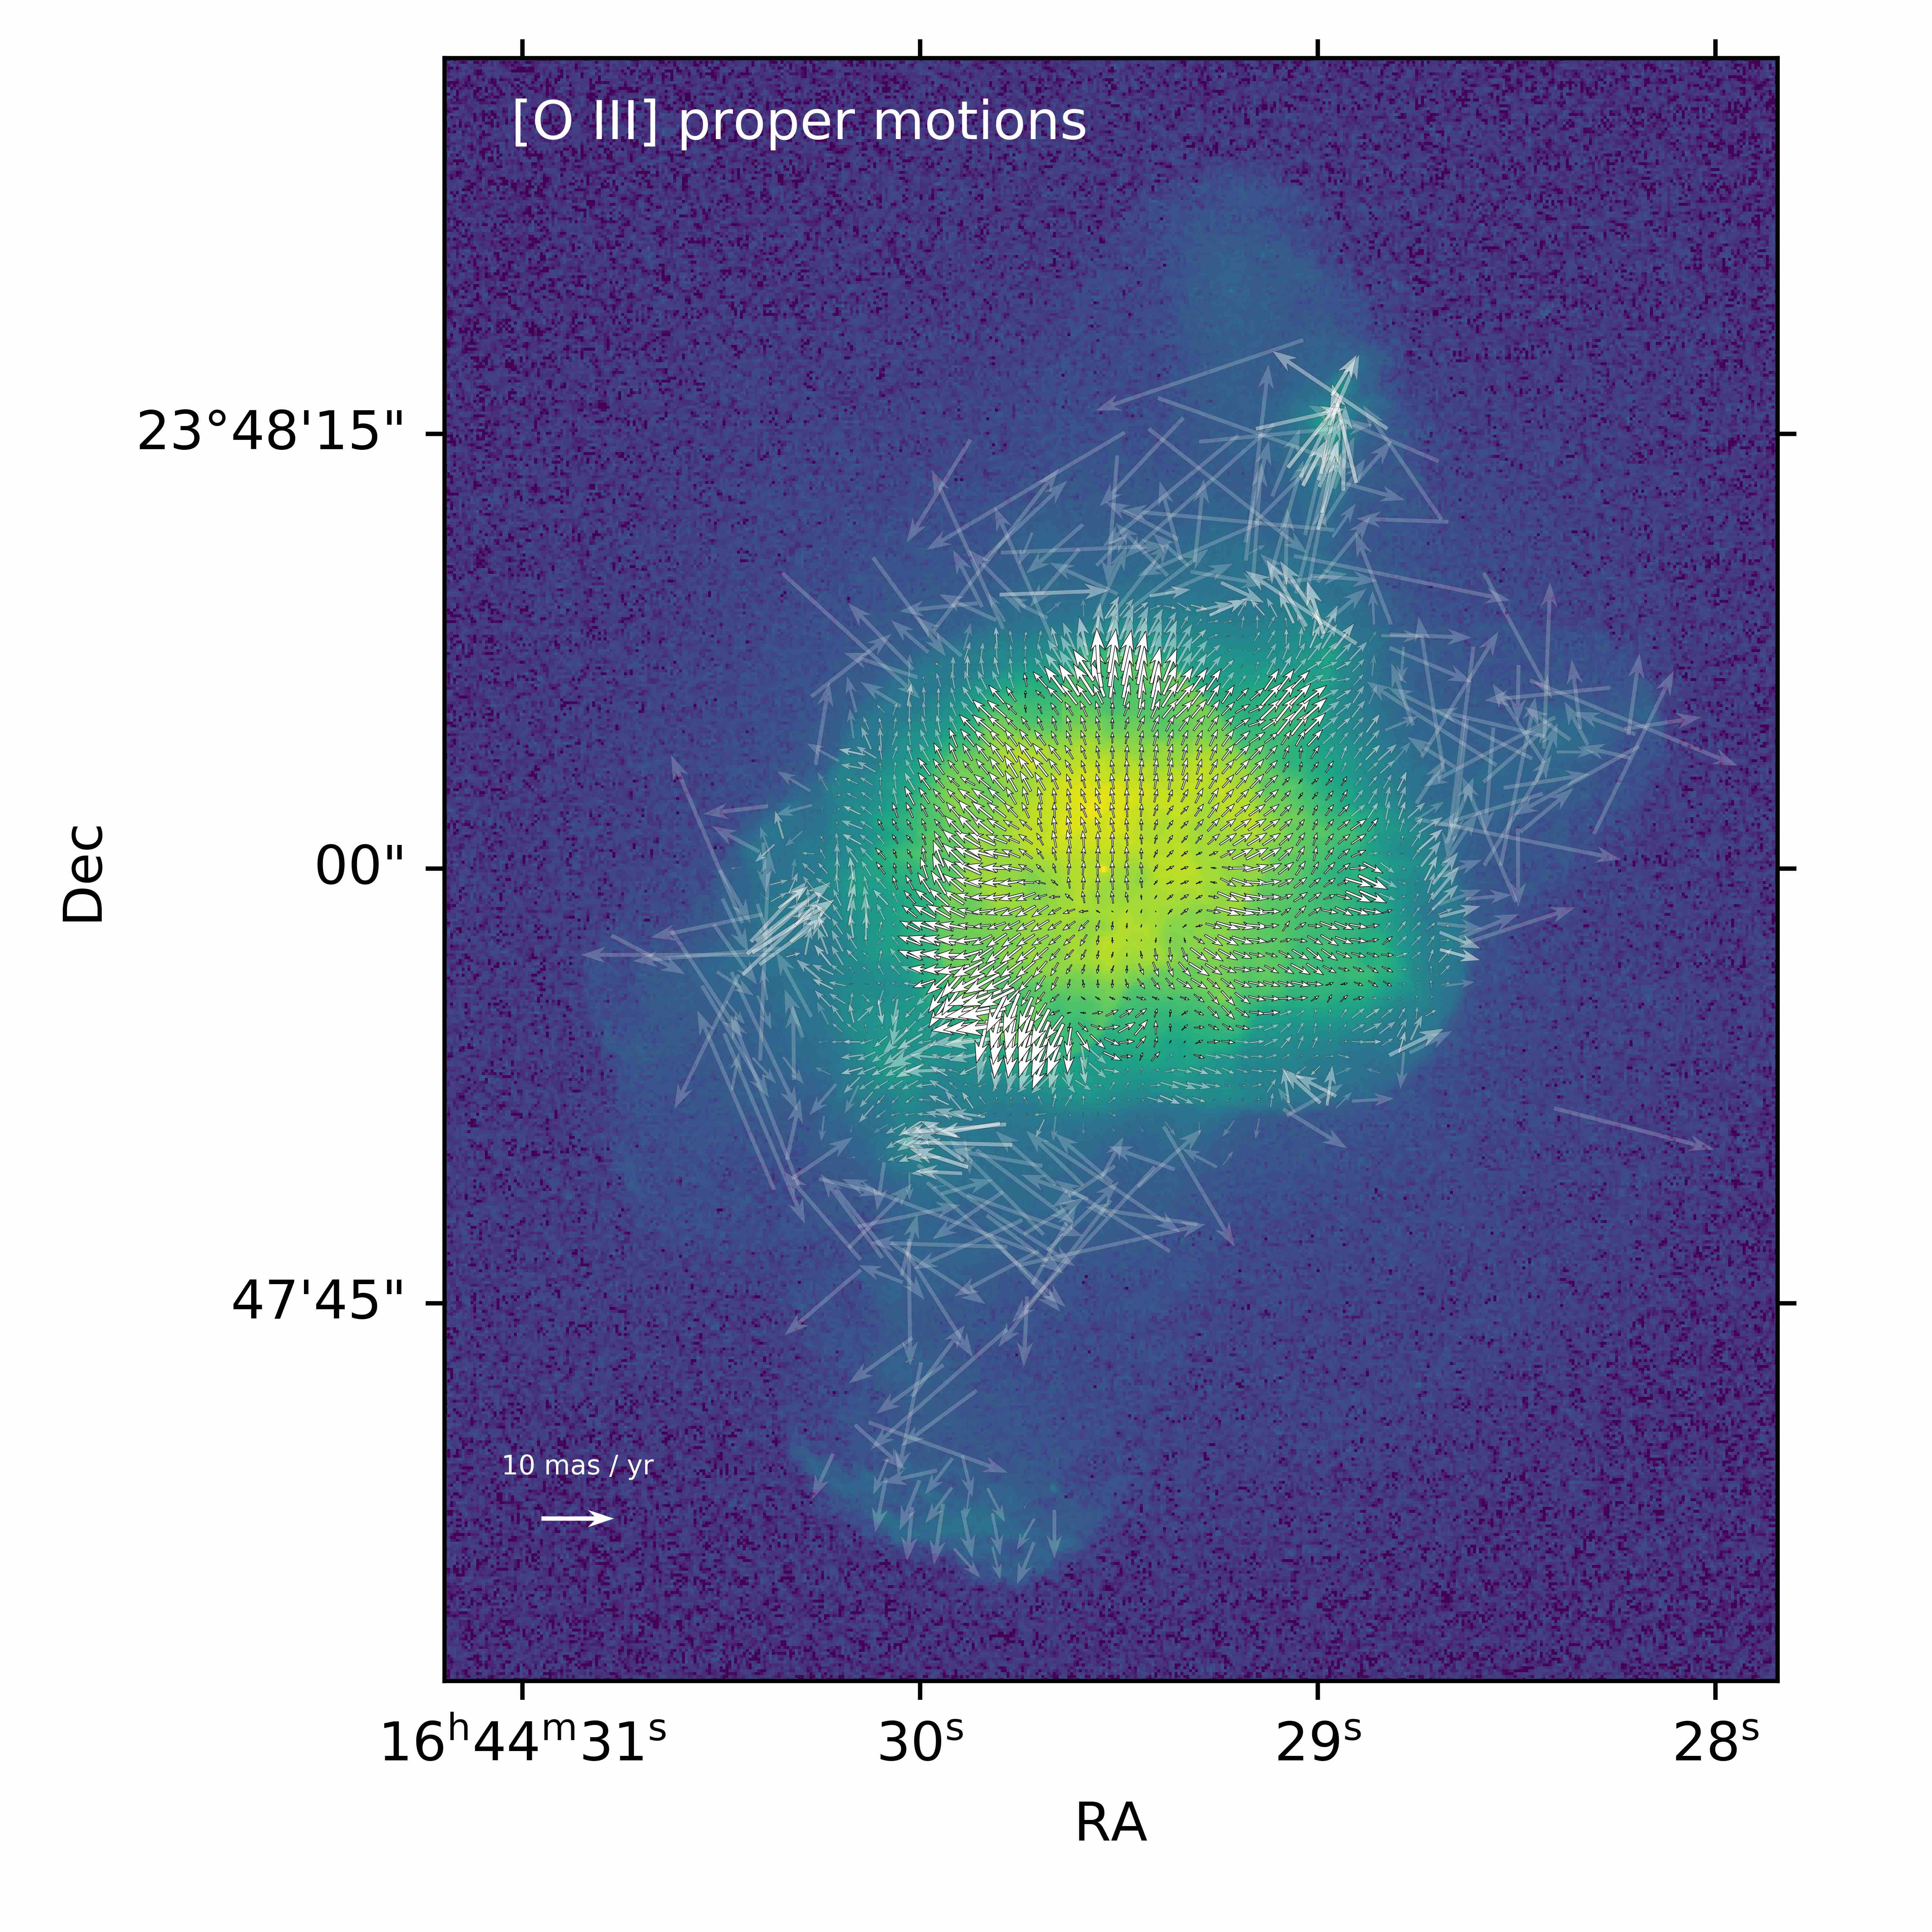 [O III] proper motions
23°48'15"
00"
47'45"
Dec
10 mas / yr
16ʰ44ᵐ31ˢ
30ˢ
29ˢ
28ˢ
RA